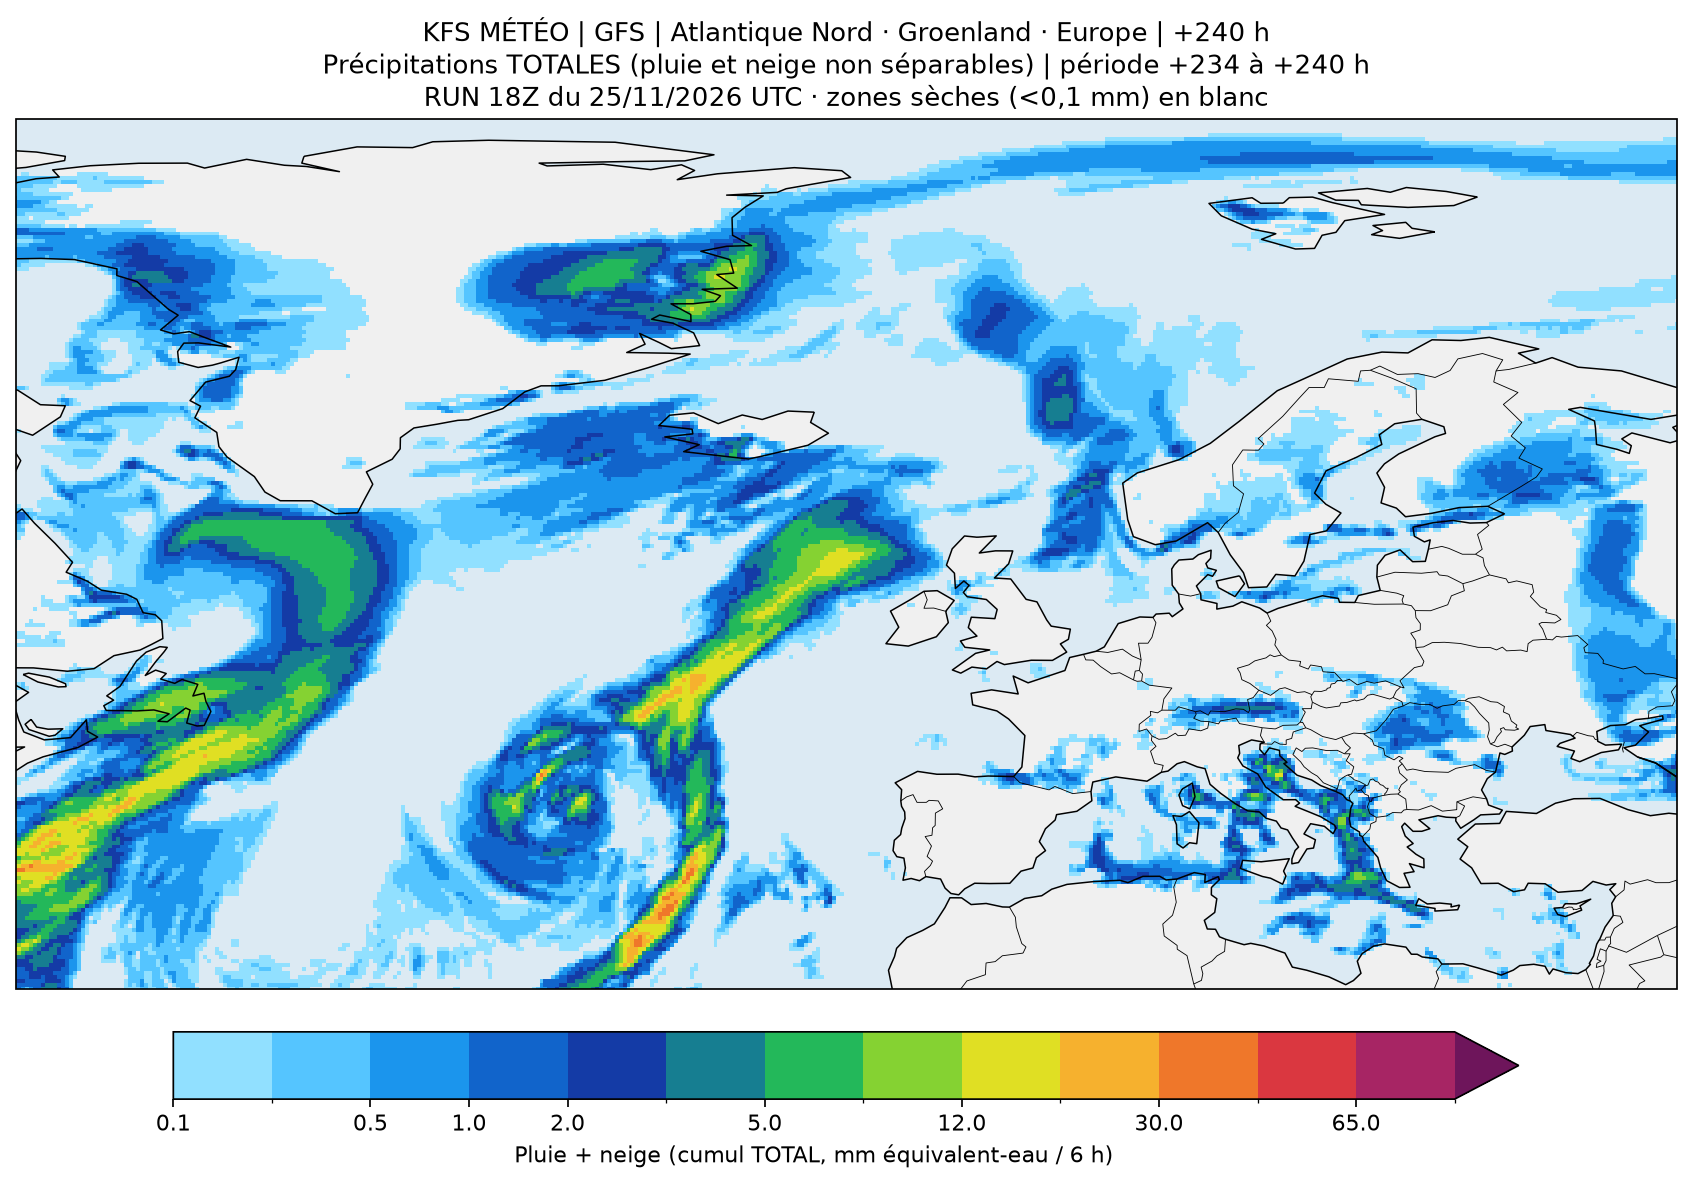 KFS MÉTÉO | GFS | Atlantique Nord · Groenland · Europe | +240 h
Précipitations TOTALES (pluie et neige non séparables) | période +234 à +240 h
RUN 18Z du 25/11/2026 UTC · zones sèches (<0,1 mm) en blanc
0.1 0.5 1.0 2.0 5.0 12.0 30.0 65.0
Pluie + neige (cumul TOTAL, mm équivalent-eau / 6 h)